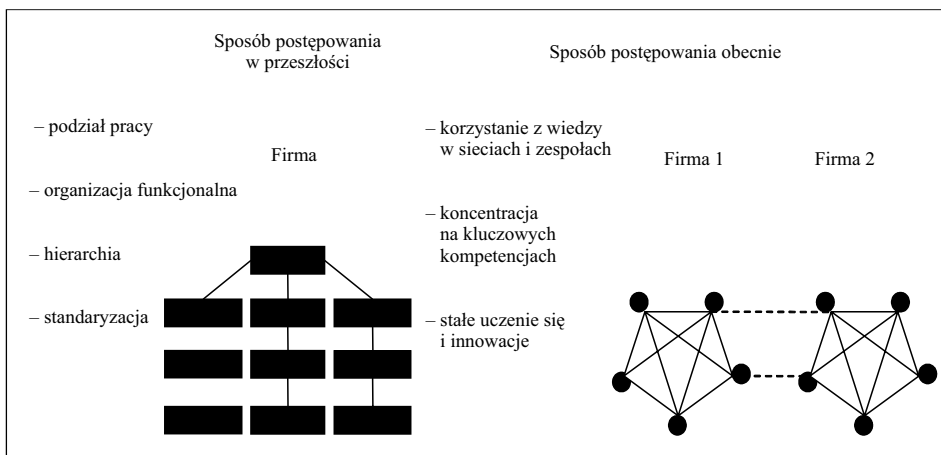 Sposób postępowania
w przeszłości
– podział pracy
Firma
– organizacja funkcjonalna
– hierarchia
– standaryzacja
Sposób postępowania obecnie
– korzystanie z wiedzy
w sieciach i zespołach
Firma 1
Firma 2
– koncentracja
na kluczowych
kompetencjach
– stałe uczenie się
i innowacje